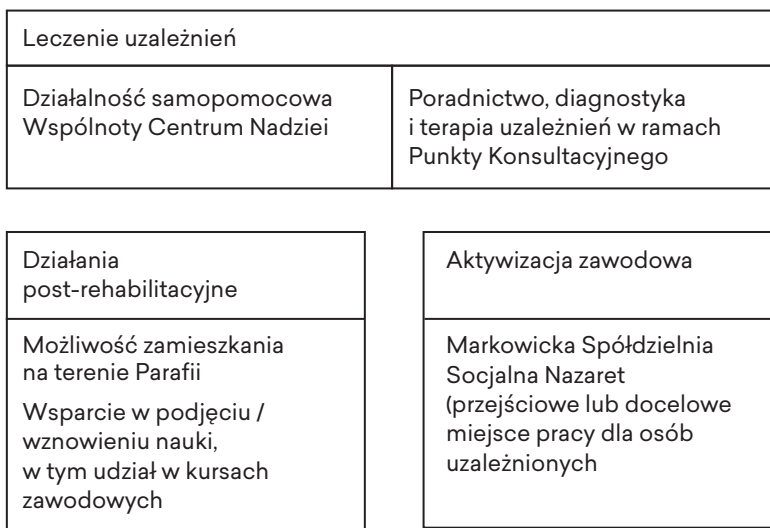 Leczenie uzależnień
Działalność samopomocowa
Wspólnoty Centrum Nadziei
Poradnictwo, diagnostyka
i terapia uzależnień w ramach
Punkty Konsultacyjnego
Działania
post-rehabilitacyjne
Możliwość zamieszkania
na terenie Parafii
Wsparcie w podjęciu /
wznowieniu nauki,
w tym udział w kursach
zawodowych
Aktywizacja zawodowa
Markowicka Spółdzielnia
Socjalna Nazaret
(przejściowe lub docelowe
miejsce pracy dla osób
uzależnionych